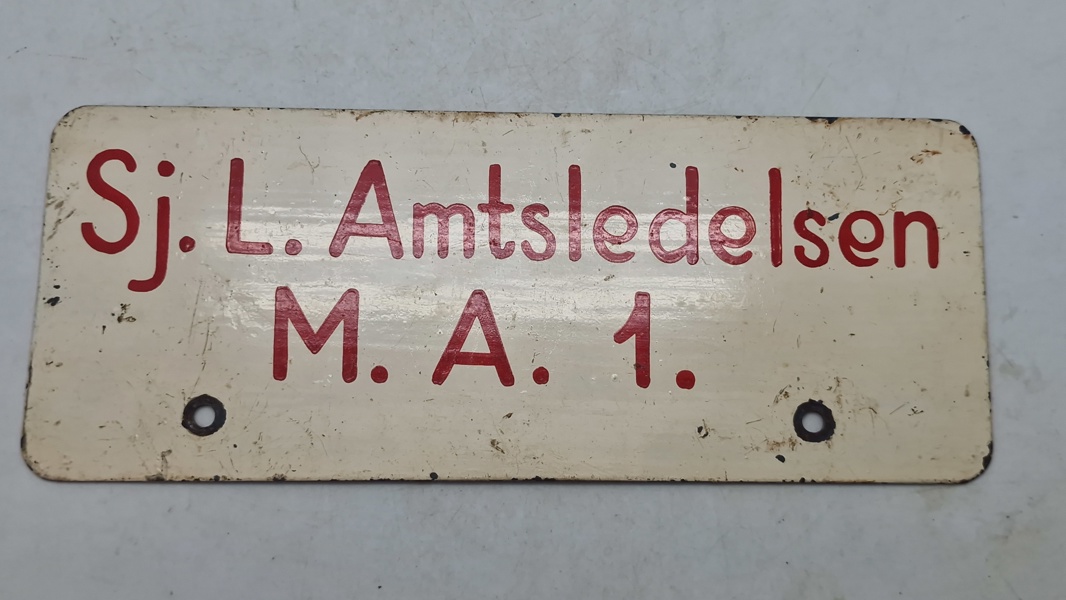 Sj. L. Amtsledelsen
M. A. 1.